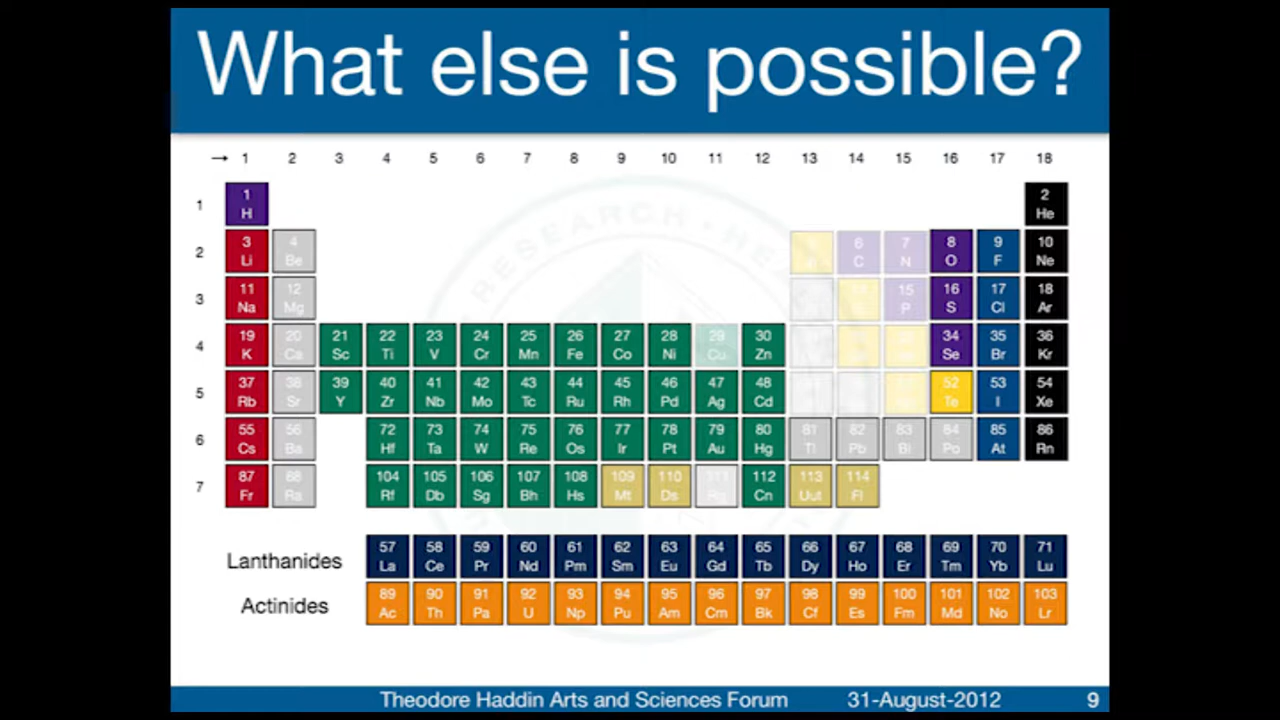 What else is possible?
→ 1 2 3 4 5 6 7 8 9 10 11 12 13 14 15 16 17 18
1 1 2
H He
2 3 4 6 7 8 9 10
Li Be C N O F Ne
3 11 12 15 16 17 18
Na Mg P S Cl Ar
4 19 20 21 22 23 24 25 26 27 28 29 30 34 35 36
K Ca Sc Ti V Cr Mn Fe Co Ni Cu Zn Se Br Kr
5 37 38 39 40 41 42 43 44 45 46 47 48 52 53 54
Rb Sr Y Zr Nb Mo Tc Ru Rh Pd Ag Cd Te I Xe
6 55 56 72 73 74 75 76 77 78 79 80 81 82 83 84 85 86
Cs Ba Hf Ta W Re Os Ir Pt Au Hg Tl Pb Bi Po At Rn
7 87 88 104 105 106 107 108 109 110 111 112 113 114
Fr Ra Rf Db Sg Bh Hs Mt Ds Rg Cn Uut Fl
57 58 59 60 61 62 63 64 65 66 67 68 69 70 71
Lanthanides La Ce Pr Nd Pm Sm Eu Gd Tb Dy Ho Er Tm Yb Lu
89 90 91 92 93 94 95 96 97 98 99 100 101 102 103
Actinides Ac Th Pa U Np Pu Am Cm Bk Cf Es Fm Md No Lr
RESEARCH
Theodore Haddin Arts and Sciences Forum 31-August-2012 9